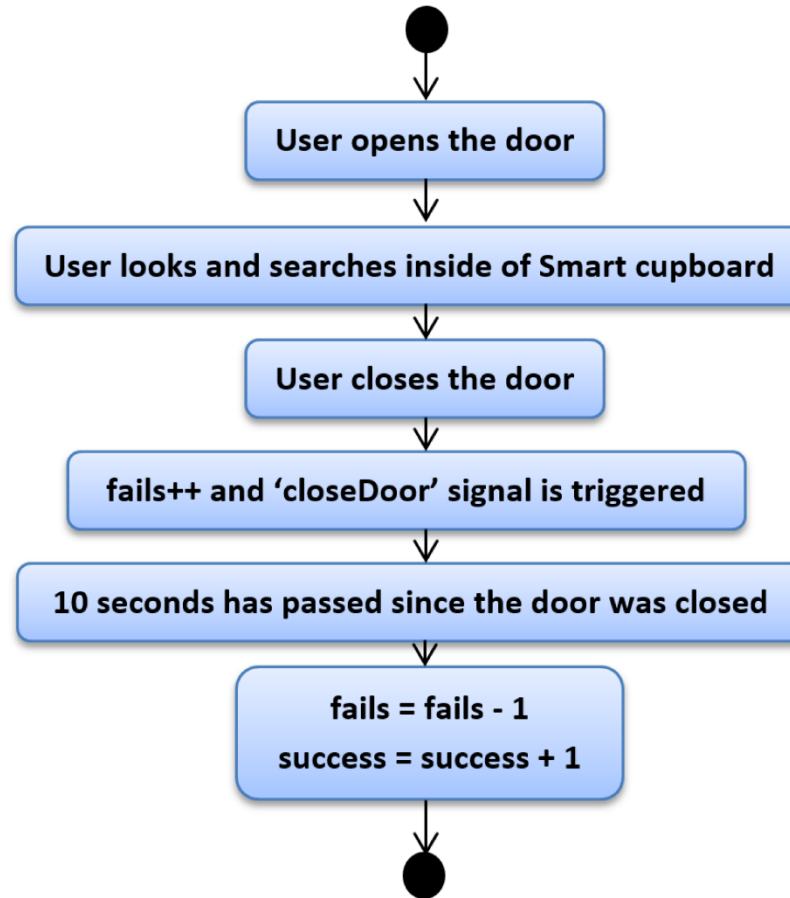 User opens the door
User looks and searches inside of Smart cupboard
User closes the door
fails++ and ‘closeDoor’ signal is triggered
10 seconds has passed since the door was closed
fails = fails - 1
success = success + 1